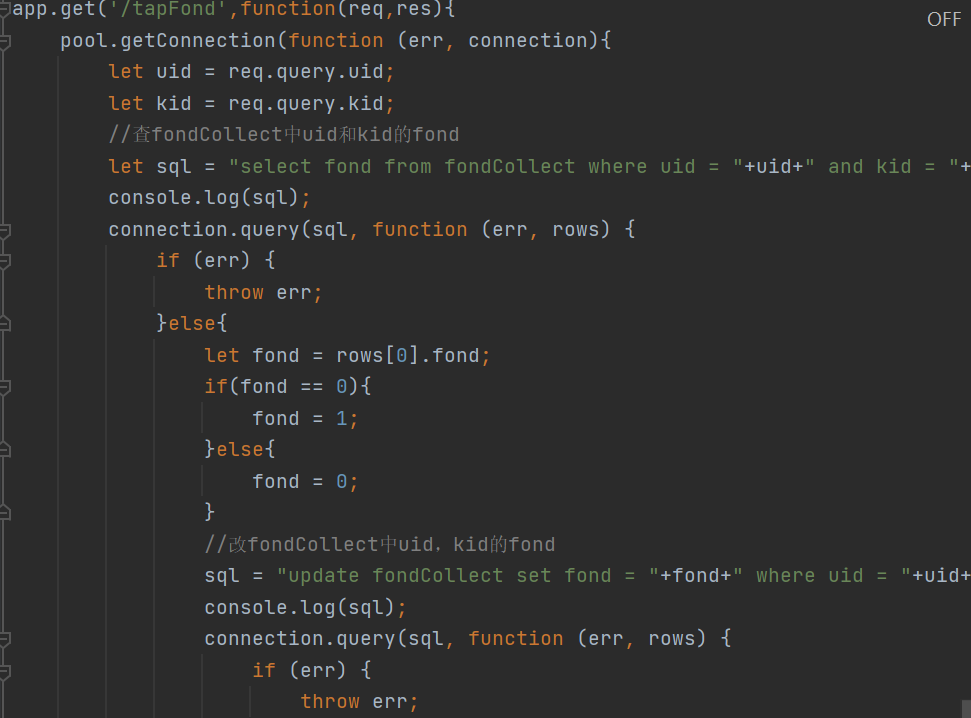 app.get('/tapFond',function(req,res){
OFF
    pool.getConnection(function (err, connection){
        let uid = req.query.uid;
        let kid = req.query.kid;
        //查fondCollect中uid和kid的fond
        let sql = "select fond from fondCollect where uid = "+uid+" and kid = "+
        console.log(sql);
        connection.query(sql, function (err, rows) {
            if (err) {
                throw err;
            }else{
                let fond = rows[0].fond;
                if(fond == 0){
                    fond = 1;
                }else{
                    fond = 0;
                }
                //改fondCollect中uid，kid的fond
                sql = "update fondCollect set fond = "+fond+" where uid = "+uid+
                console.log(sql);
                connection.query(sql, function (err, rows) {
                    if (err) {
                        throw err;